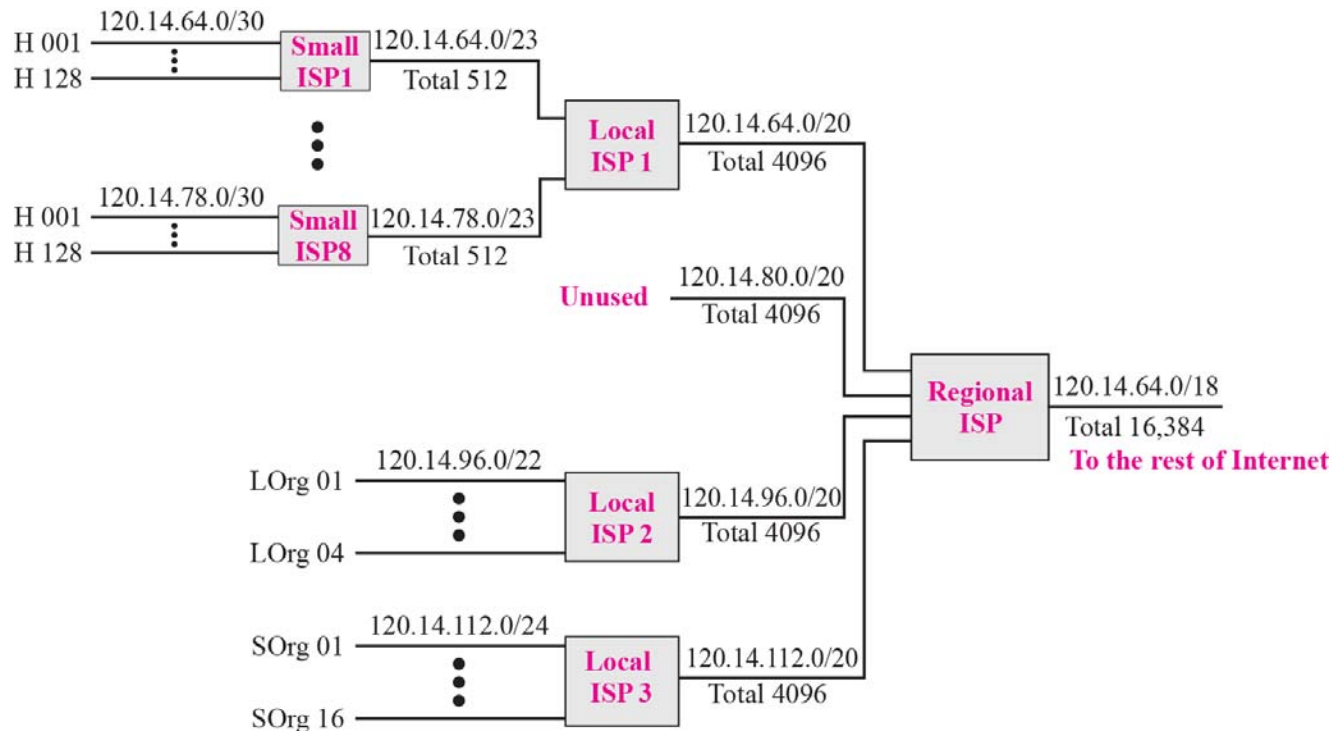 120.14.64.0/30
H 001
H 128
Small
ISP1
120.14.64.0/23
Total 512
120.14.78.0/30
H 001
H 128
Small
ISP8
120.14.78.0/23
Total 512
Local
ISP 1
120.14.64.0/20
Total 4096
Unused
120.14.80.0/20
Total 4096
Regional
ISP
120.14.64.0/18
Total 16,384
To the rest of Internet
LOrg 01
120.14.96.0/22
LOrg 04
Local
ISP 2
120.14.96.0/20
Total 4096
SOrg 01
120.14.112.0/24
SOrg 16
Local
ISP 3
120.14.112.0/20
Total 4096